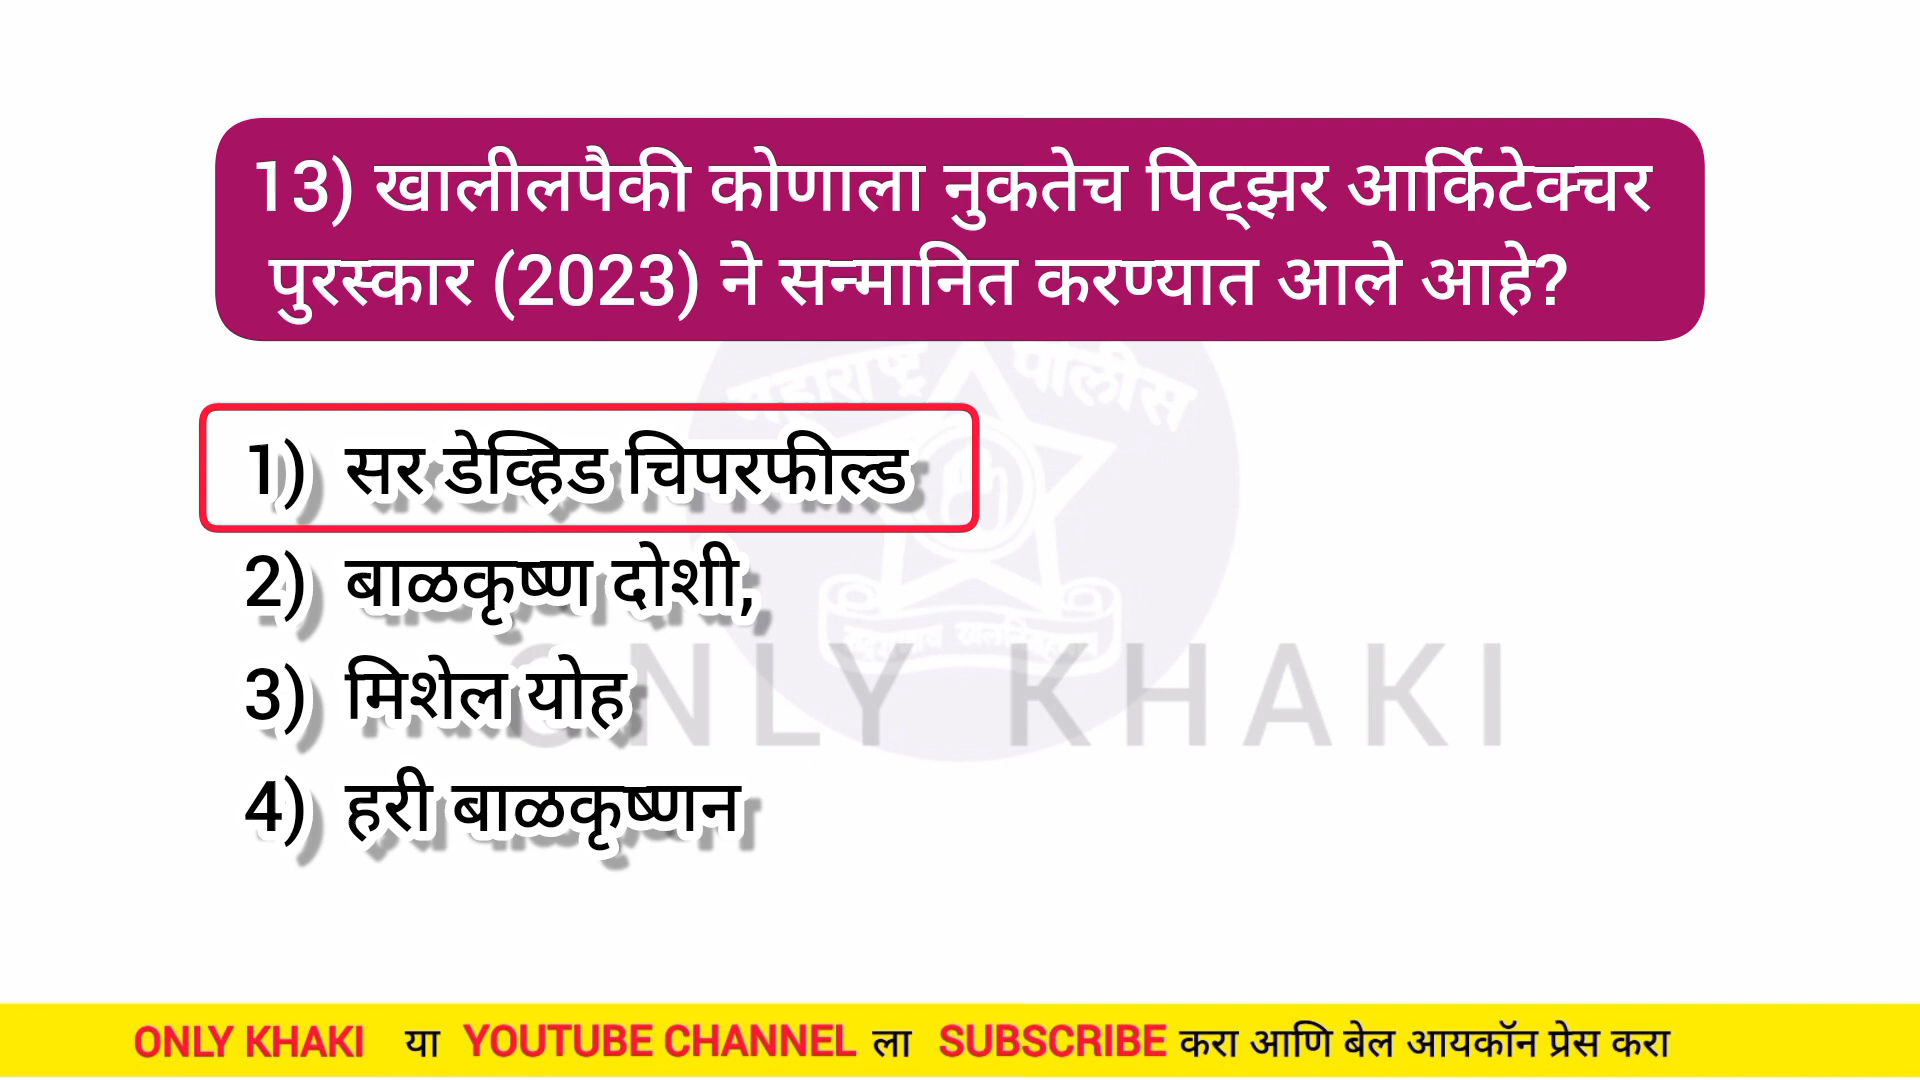 13) खालीलपैकी कोणाला नुकतेच पिट्झर आर्किटेक्चर
पुरस्कार (2023) ने सन्मानित करण्यात आले आहे?
महाराष्ट्र पोलीस
1) सर डेव्हिड चिपरफील्ड
2) बाळकृष्ण दोशी,
3) मिशेल योह
4) हरी बाळकृष्णन
ONLY KHAKI
ONLY KHAKI या YOUTUBE CHANNEL ला SUBSCRIBE करा आणि बेल आयकॉन प्रेस करा